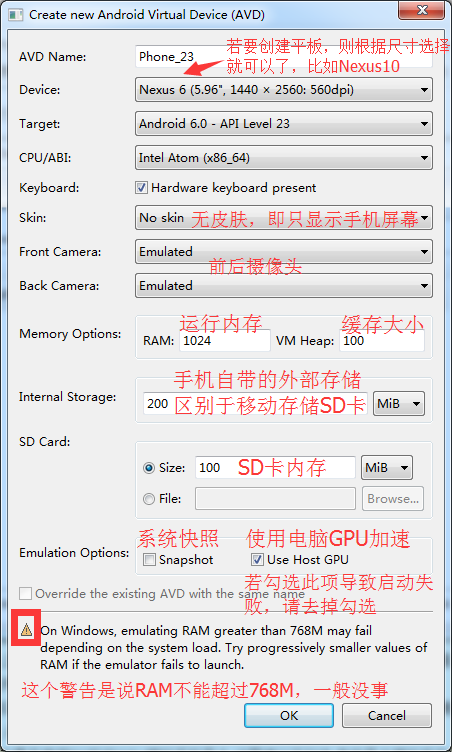 Create new Android Virtual Device (AVD)
若要创建平板，则根据尺寸选择
AVD Name: Phone_23
就可以了，比如Nexus10
Device: Nexus 6 (5.96", 1440 × 2560: 560dpi)
Target: Android 6.0 - API Level 23
CPU/ABI: Intel Atom (x86_64)
Keyboard: Hardware keyboard present
Skin: No skin 无皮肤，即只显示手机屏幕
Front Camera: Emulated
前后摄像头
Back Camera: Emulated
运行内存 缓存大小
Memory Options: RAM: 1024 VM Heap: 100
手机自带的外部存储
Internal Storage: 200 区别于移动存储SD卡 MiB
SD Card:
Size: 100 SD卡内存 MiB
File: Browse...
系统快照 使用电脑GPU加速
Emulation Options: Snapshot Use Host GPU
若勾选此项导致启动失
Override the existing AVD with the same name
败，请去掉勾选
On Windows, emulating RAM greater than 768M may fail
depending on the system load. Try progressively smaller values of
RAM if the emulator fails to launch.
这个警告是说RAM不能超过768M，一般没事
OK Cancel